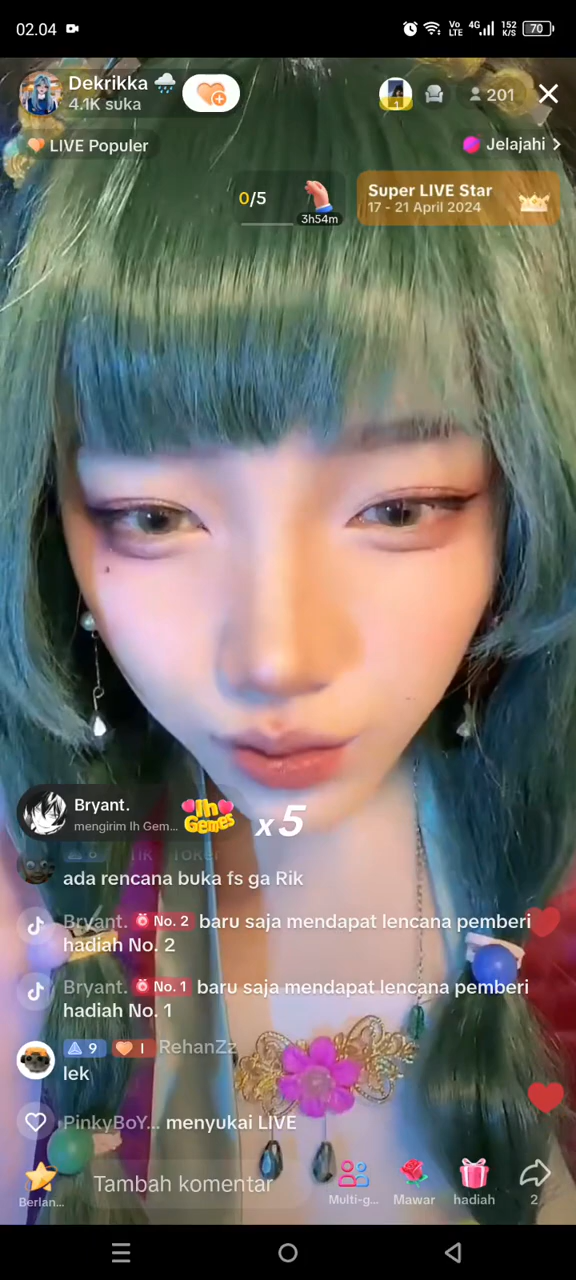 02.04
Vo LTE
4G
152 K/S
70
Dekrikka 🌧️
4.1K suka
1
201
LIVE Populer
Jelajahi >
0/5
3h54m
Super LIVE Star
17 - 21 April 2024
Bryant.
mengirim Ih Gem...
Ih Gemes
x5
ada rencana buka fs ga Rik
Bryant. No. 2 baru saja mendapat lencana pemberi
hadiah No. 2
Bryant. No. 1 baru saja mendapat lencana pemberi
hadiah No. 1
9 I RehanZz
lek
PinkyBoY... menyukai LIVE
Tambah komentar
Berlan...
Multi-g...
Mawar
hadiah
2